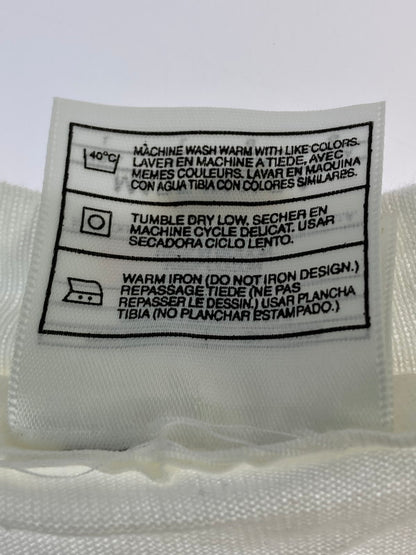 40°C
MACHINE WASH WARM WITH LIKE COLORS.
LAVER EN MACHINE A TIEDE, AVEC
MEMES COULEURS. LAVAR EN MAQUINA
CON AGUA TIBIA CON COLORES SIMILARES.
TUMBLE DRY LOW. SECHER EN
MACHINE CYCLE DELICAT. USAR
SECADORA CICLO LENTO.
WARM IRON (DO NOT IRON DESIGN.)
REPASSAGE TIEDE (NE PAS
REPASSER LE DESSIN.) USAR PLANCHA
TIBIA (NO PLANCHAR ESTAMPADO.)